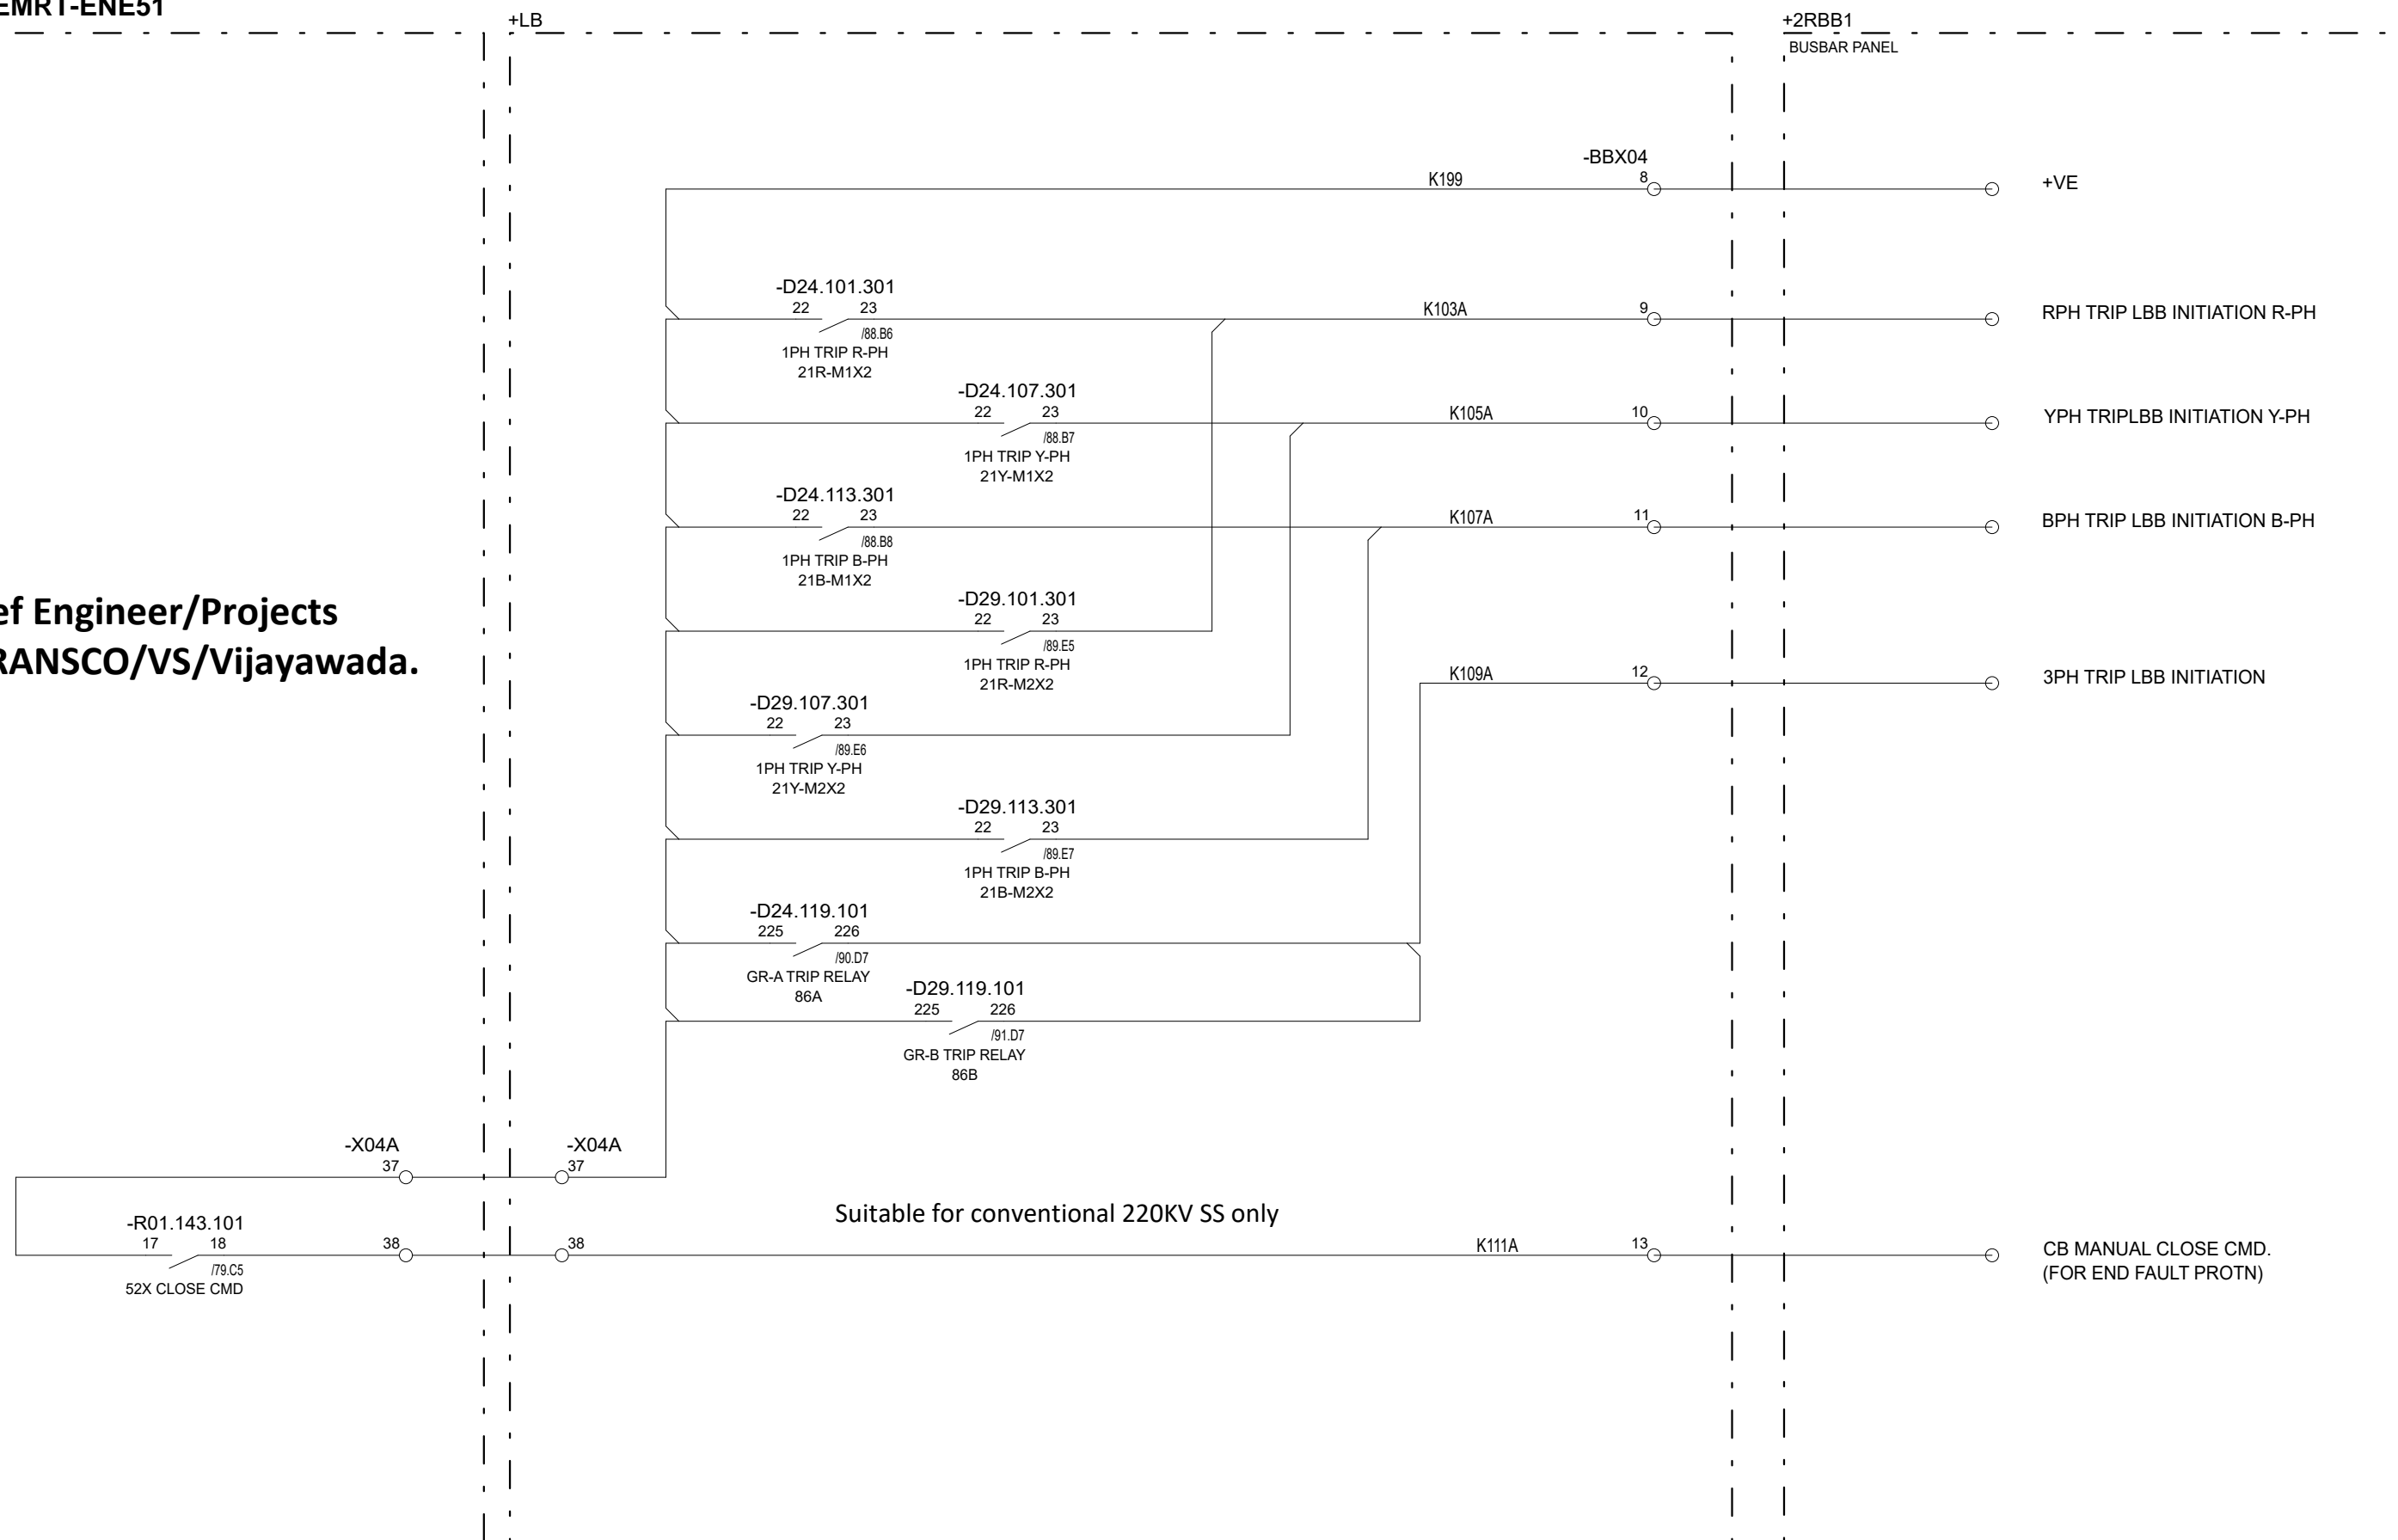 EMRT-ENE51
+LB
+2RBB1
BUSBAR PANEL
-BBX04
K199
8
+VE
-D24.101.301
22 23
/88.B6
1PH TRIP R-PH
21R-M1X2
K103A
9
RPH TRIP LBB INITIATION R-PH
-D24.107.301
22 23
/88.B7
1PH TRIP Y-PH
21Y-M1X2
K105A
10
YPH TRIPLBB INITIATION Y-PH
-D24.113.301
22 23
/88.B8
1PH TRIP B-PH
21B-M1X2
K107A
11
BPH TRIP LBB INITIATION B-PH
ef Engineer/Projects
RANSCO/VS/Vijayawada.
-D29.101.301
22 23
/89.E5
1PH TRIP R-PH
21R-M2X2
K109A
12
3PH TRIP LBB INITIATION
-D29.107.301
22 23
/89.E6
1PH TRIP Y-PH
21Y-M2X2
-D29.113.301
22 23
/89.E7
1PH TRIP B-PH
21B-M2X2
-D24.119.101
225 226
/90.D7
GR-A TRIP RELAY
86A
-D29.119.101
225 226
/91.D7
GR-B TRIP RELAY
86B
-X04A
37
-X04A
37
Suitable for conventional 220KV SS only
-R01.143.101
17 18
/79.C5
52X CLOSE CMD
38
38
K111A
13
CB MANUAL CLOSE CMD.
(FOR END FAULT PROTN)